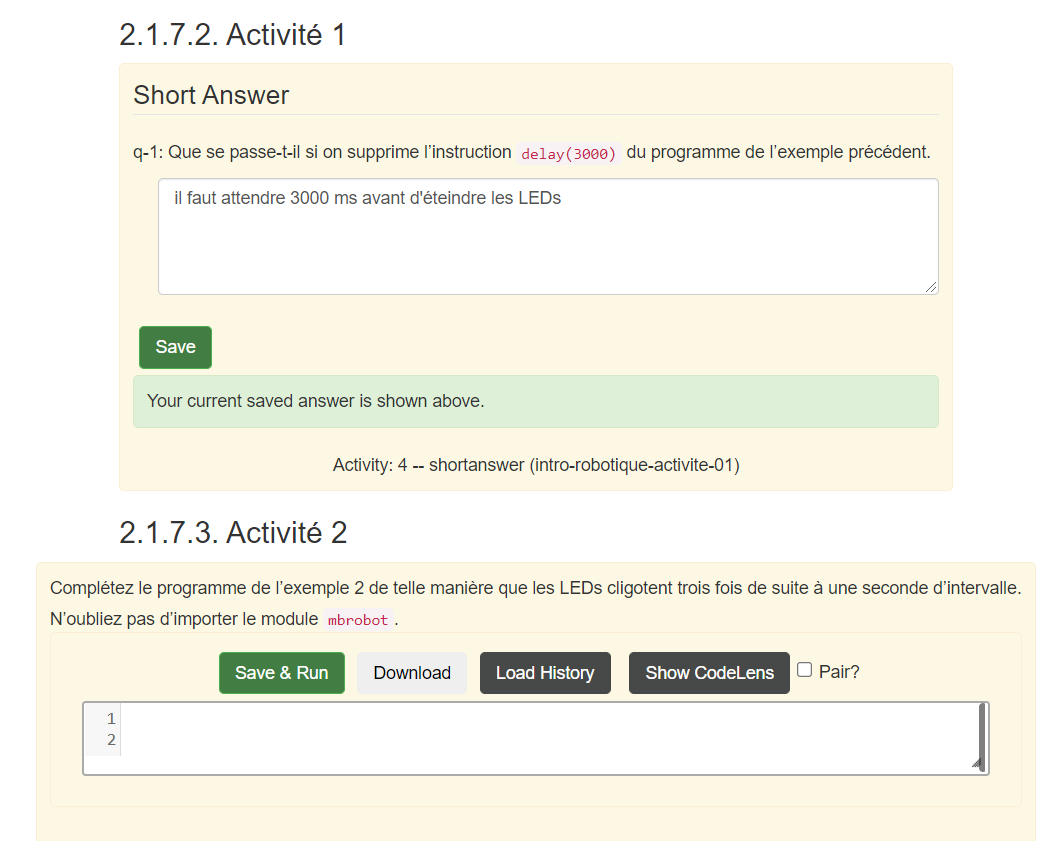 2.1.7.2. Activité 1
Short Answer
q-1: Que se passe-t-il si on supprime l'instruction delay(3000) du programme de l'exemple précédent.
il faut attendre 3000 ms avant d'éteindre les LEDs
Save
Your current saved answer is shown above.
Activity: 4 -- shortanswer (intro-robotique-activite-01)
2.1.7.3. Activité 2
Complétez le programme de l'exemple 2 de telle manière que les LEDs cligotent trois fois de suite à une seconde d'intervalle.
N'oubliez pas d'importer le module mbrobot .
Save & Run Download Load History Show CodeLens Pair?
1
2